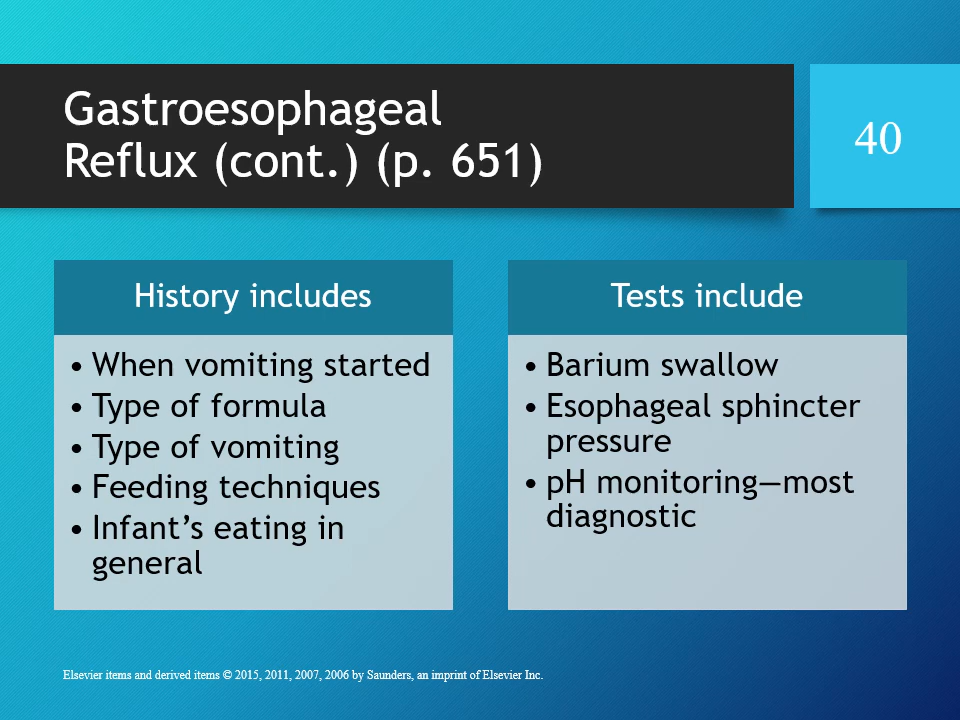 Gastroesophageal
Reflux (cont.) (p. 651)
40
History includes
• When vomiting started
• Type of formula
• Type of vomiting
• Feeding techniques
• Infant’s eating in
general
Tests include
• Barium swallow
• Esophageal sphincter
pressure
• pH monitoring—most
diagnostic
Elsevier items and derived items © 2015, 2011, 2007, 2006 by Saunders, an imprint of Elsevier Inc.